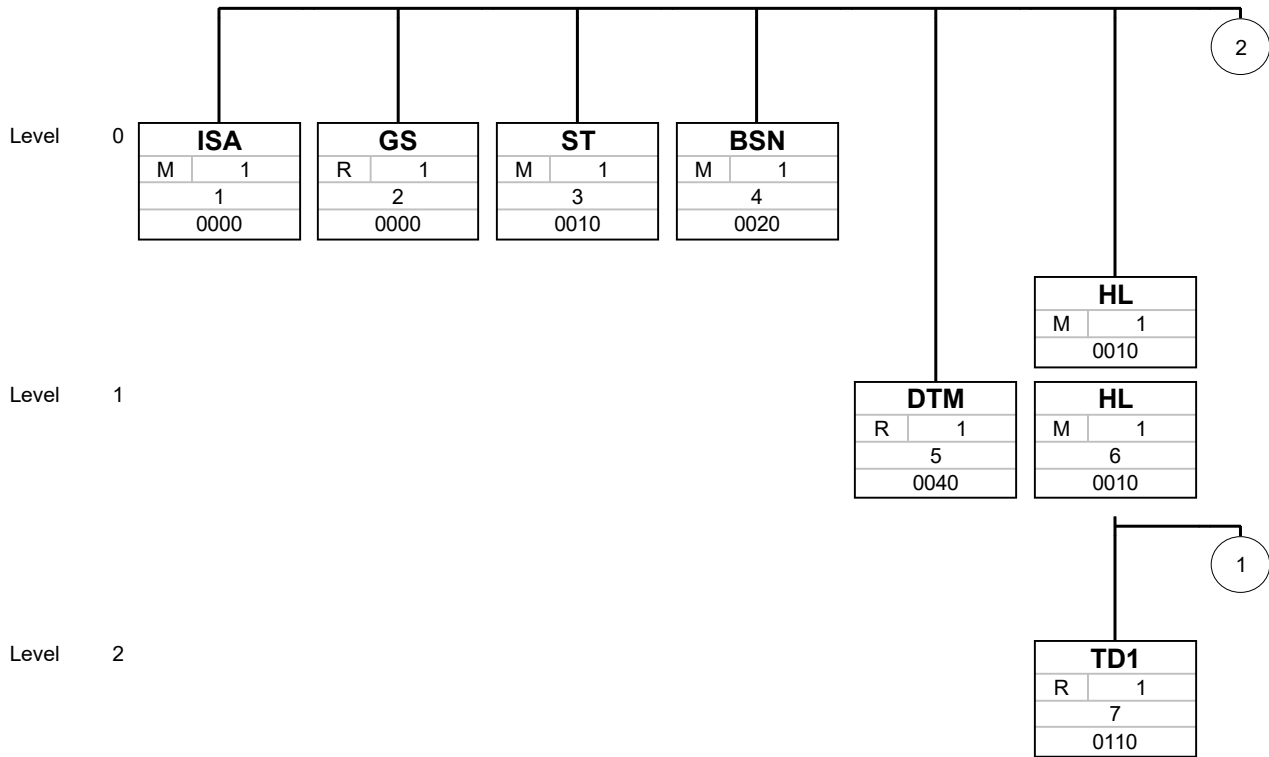 2
Level 0
ISA GS ST BSN
M 1 R 1 M 1 M 1
1 2 3 4
0000 0000 0010 0020
HL
M 1
0010
Level 1
DTM HL
R 1 M 1
5 6
0040 0010
1
Level 2
TD1
R 1
7
0110